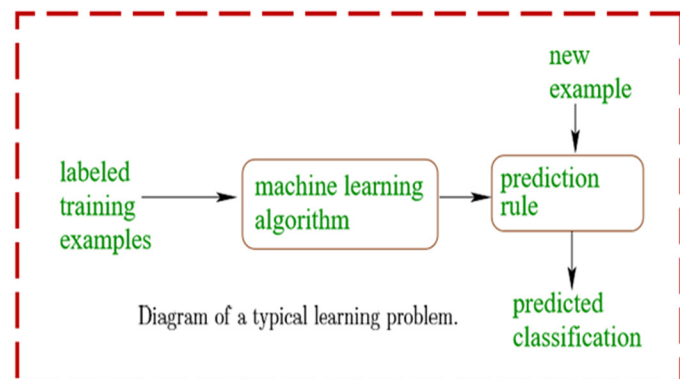 new
example
labeled
training
examples
machine learning
algorithm
prediction
rule
Diagram of a typical learning problem.
predicted
classification